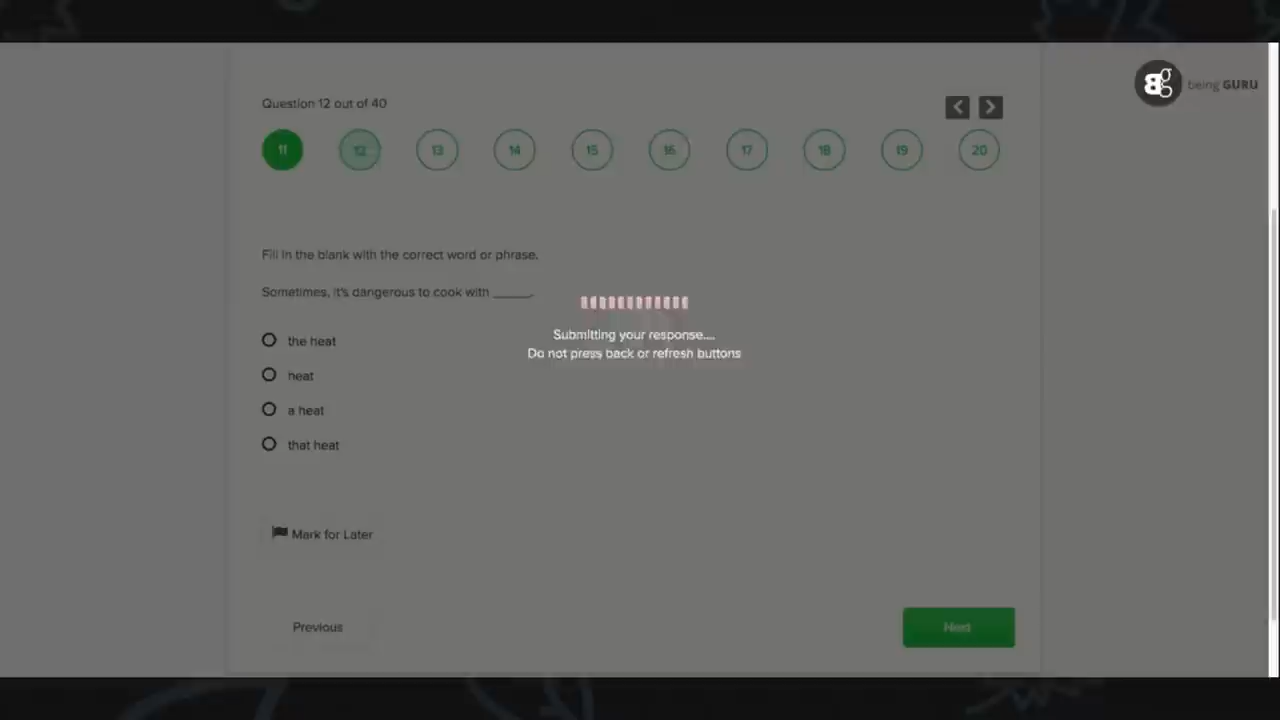 being GURU
Question 12 out of 40
11 12 13 14 15 16 17 18 19 20
Fill in the blank with the correct word or phrase.
Sometimes, it's dangerous to cook with ______.
Submitting your response....
Do not press back or refresh buttons
the heat
heat
a heat
that heat
Mark for Later
Previous
Next